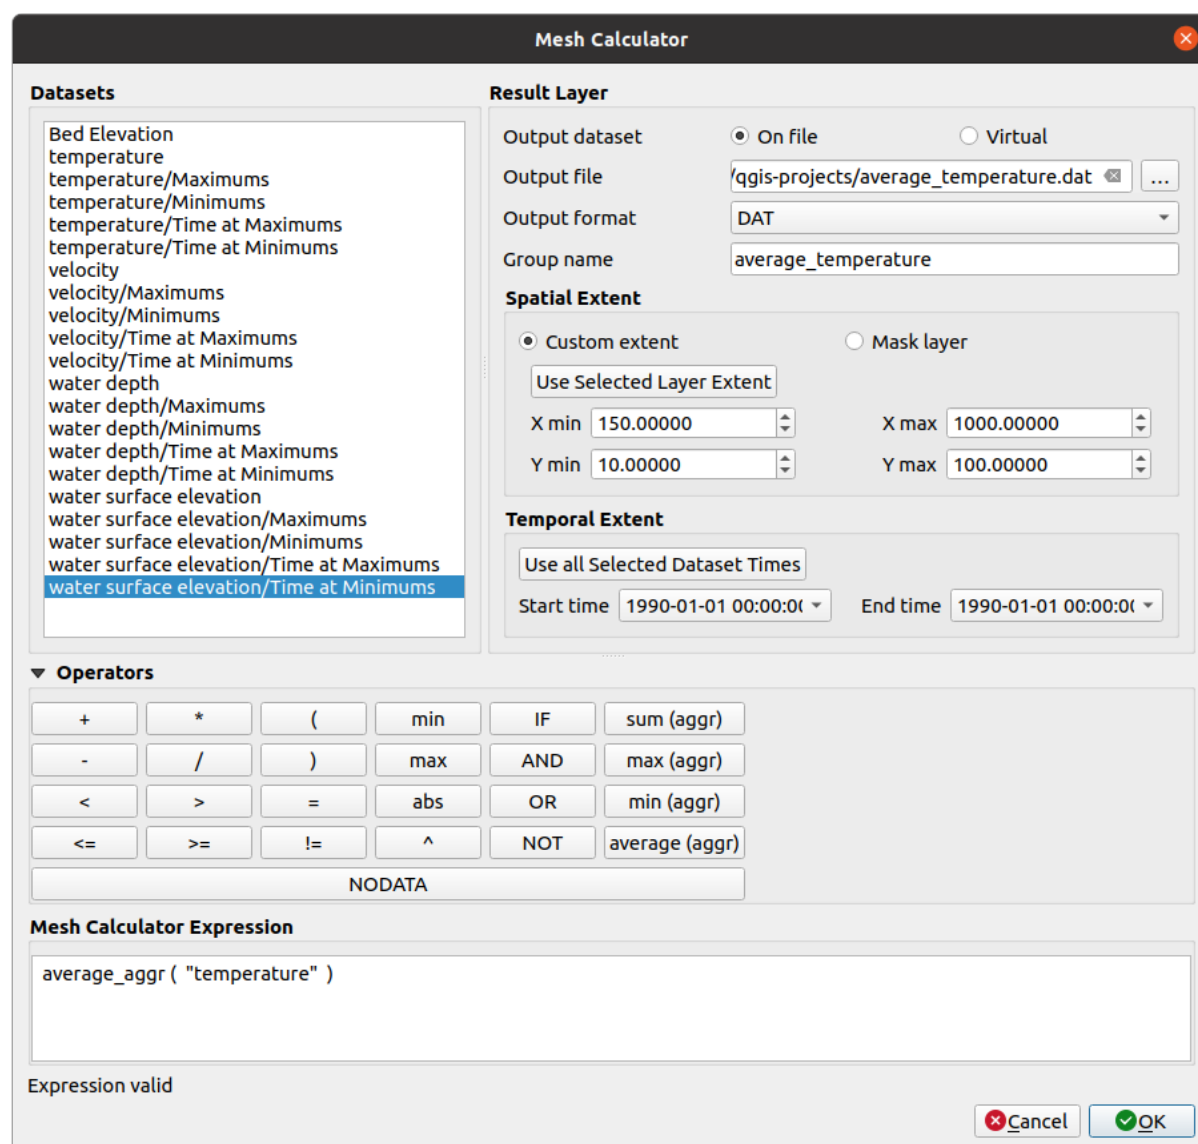 Mesh Calculator
Datasets
Bed Elevation
temperature
temperature/Maximums
temperature/Minimums
temperature/Time at Maximums
temperature/Time at Minimums
velocity
velocity/Maximums
velocity/Minimums
velocity/Time at Maximums
velocity/Time at Minimums
water depth
water depth/Maximums
water depth/Minimums
water depth/Time at Maximums
water depth/Time at Minimums
water surface elevation
water surface elevation/Maximums
water surface elevation/Minimums
water surface elevation/Time at Maximums
water surface elevation/Time at Minimums
Result Layer
Output dataset On file Virtual
Output file /qgis-projects/average_temperature.dat ...
Output format DAT
Group name average_temperature
Spatial Extent
Custom extent Mask layer
Use Selected Layer Extent
X min 150.00000 X max 1000.00000
Y min 10.00000 Y max 100.00000
Temporal Extent
Use all Selected Dataset Times
Start time 1990-01-01 00:00:0 End time 1990-01-01 00:00:0
Operators
+ * ( min IF sum (aggr)
- / ) max AND max (aggr)
< > = abs OR min (aggr)
<= >= != ^ NOT average (aggr)
NODATA
Mesh Calculator Expression
average_aggr ( "temperature" )
Expression valid
Cancel OK